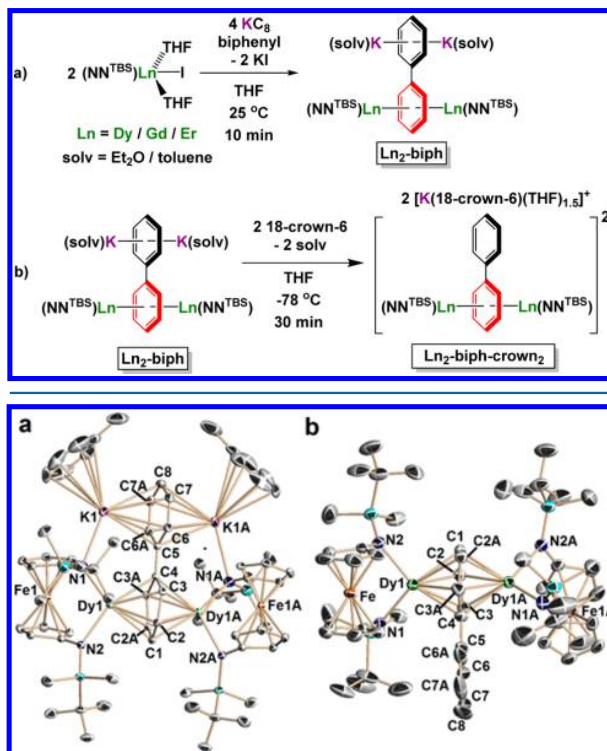 4 KC8
biphenyl
- 2 KI
THF
25 °C
10 min
a) 2 (NN^TBS)Ln—I
THF
THF
Ln = Dy / Gd / Er
solv = Et2O / toluene
(solv)K K(solv)
(NN^TBS)Ln Ln(NN^TBS)
Ln2-biph
b)
(solv)K K(solv)
(NN^TBS)Ln Ln(NN^TBS)
Ln2-biph
2 18-crown-6
- 2 solv
THF
-78 °C
30 min
2 [K(18-crown-6)(THF)1.5]+
2
(NN^TBS)Ln Ln(NN^TBS)
Ln2-biph-crown2
a
C8
C7A C7
K1 K1A
C6A C6
C5
N1 C4 N1A
C3A C3
Fe1 Dy1 Dy1A Fe1A
C2A C2
N2 C1 N2A
b
N2 C1 N2A
C2 C2A
Dy1 Dy1A
Fe Fe1A
C3A C3
N1 C4 N1A
C5
C6A C6
C7A C7
C8